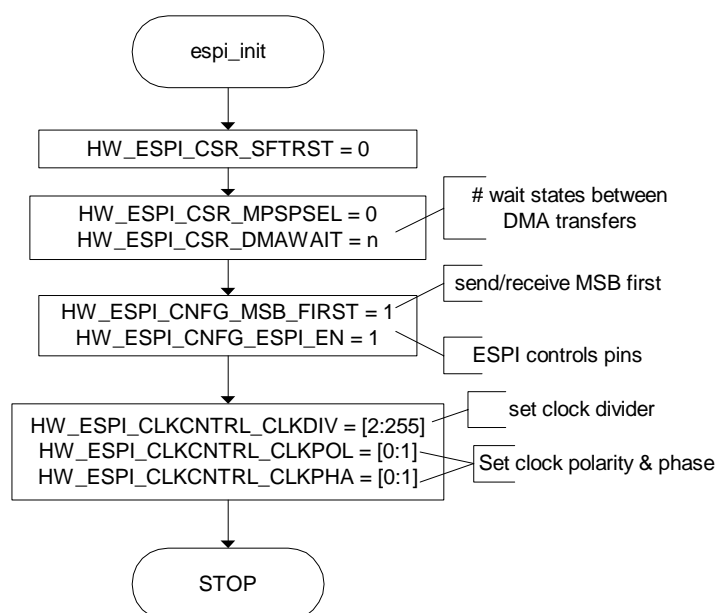 espi_init
HW_ESPI_CSR_SFTRST = 0
HW_ESPI_CSR_MPSPSEL = 0
HW_ESPI_CSR_DMAWAIT = n
# wait states between
DMA transfers
HW_ESPI_CNFG_MSB_FIRST = 1
HW_ESPI_CNFG_ESPI_EN = 1
send/receive MSB first
ESPI controls pins
HW_ESPI_CLKCNTRL_CLKDIV = [2:255]
HW_ESPI_CLKCNTRL_CLKPOL = [0:1]
HW_ESPI_CLKCNTRL_CLKPHA = [0:1]
set clock divider
Set clock polarity & phase
STOP